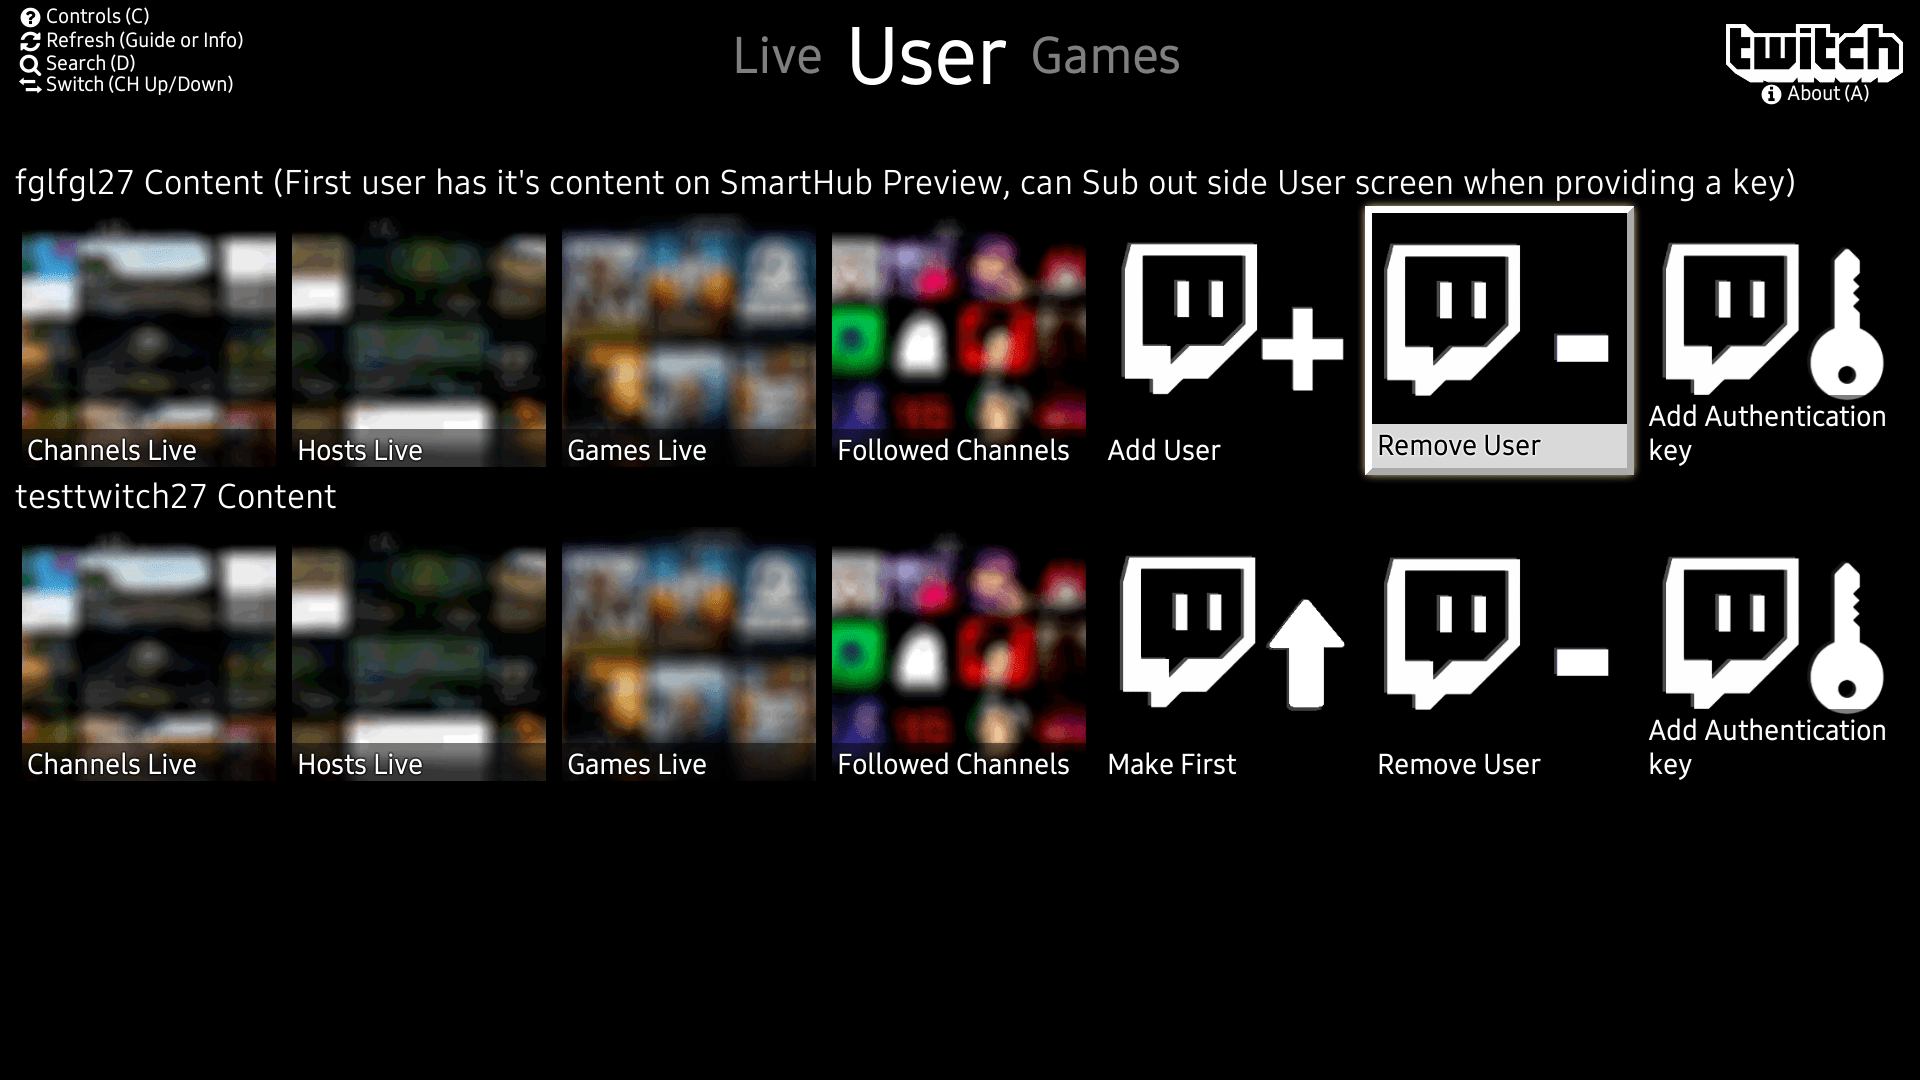 Controls (C)
Refresh (Guide or Info)
Search (D)
Switch (CH Up/Down)
Live User Games
twitch
About (A)
fglfgl27 Content (First user has it's content on SmartHub Preview, can Sub out side User screen when providing a key)
Channels Live
Hosts Live
Games Live
Followed Channels
Add User
Remove User
Add Authentication
key
testtwitch27 Content
Channels Live
Hosts Live
Games Live
Followed Channels
Make First
Remove User
Add Authentication
key